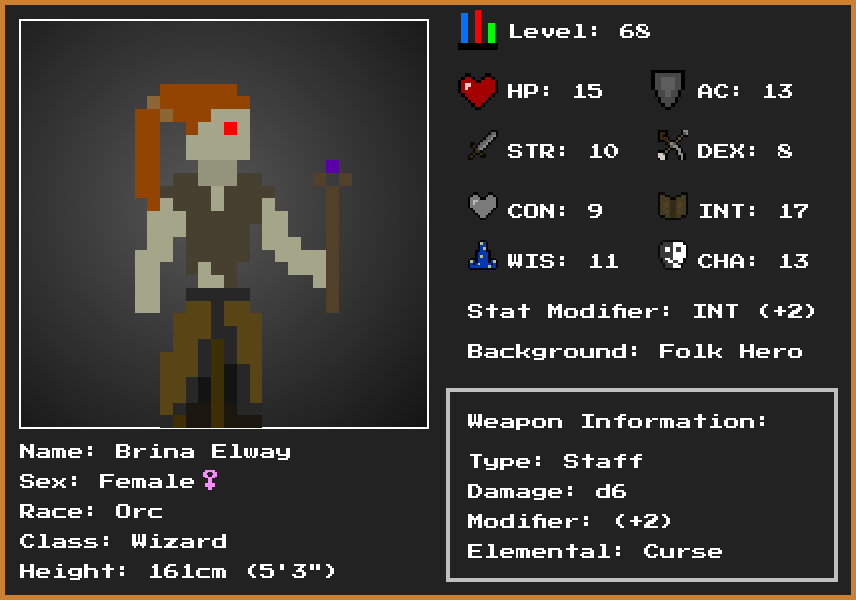 Level: 68
HP: 15 AC: 13
STR: 10 DEX: 8
CON: 9 INT: 17
WIS: 11 CHA: 13
Stat Modifier: INT (+2)
Background: Folk Hero
Weapon Information:
Type: Staff
Damage: d6
Modifier: (+2)
Elemental: Curse
Name: Brina Elway
Sex: Female♀
Race: Orc
Class: Wizard
Height: 161cm (5'3")